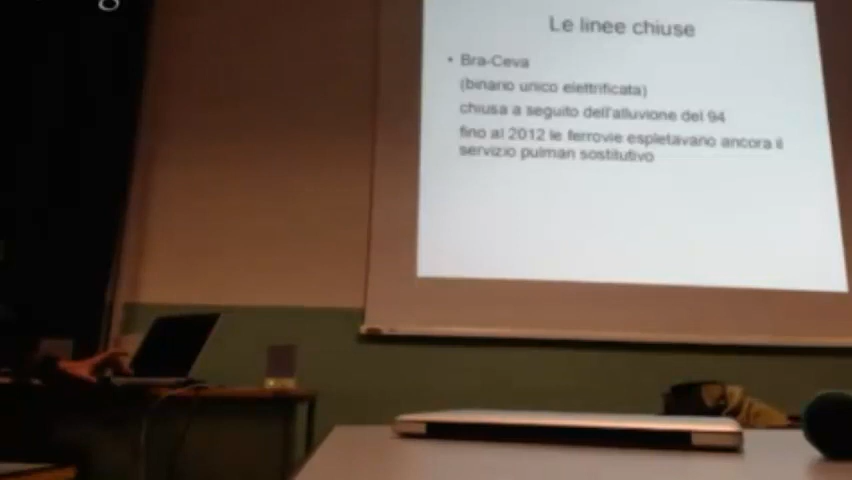 Le linee chiuse
• Bra-Ceva
(binario unico elettrificata)
chiusa a seguito dell'alluvione del 94
fino al 2012 le ferrovie espletavano ancora il
servizio pulman sostitutivo